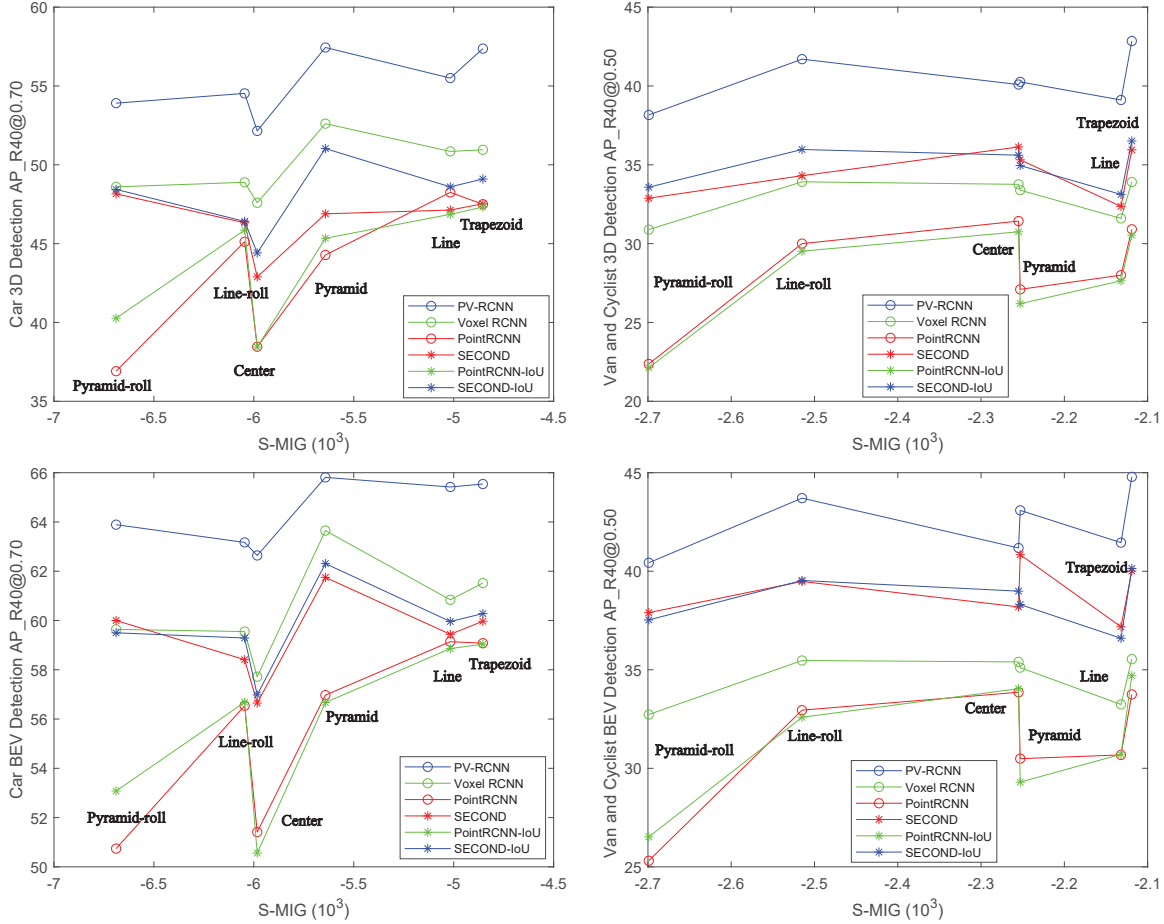 Car 3D Detection AP_R40@0.70
60
55
50
45
40
35
Pyramid-roll
Line-roll
Center
Pyramid
Line
Trapezoid
PV-RCNN
Voxel RCNN
PointRCNN
SECOND
PointRCNN-IoU
SECOND-IoU
-7
-6.5
-6
-5.5
-5
-4.5
S-MIG (10³)
Van and Cyclist 3D Detection AP_R40@0.50
45
40
35
30
25
20
Pyramid-roll
Line-roll
Center
Pyramid
Line
Trapezoid
PV-RCNN
Voxel RCNN
PointRCNN
SECOND
PointRCNN-IoU
SECOND-IoU
-2.7
-2.6
-2.5
-2.4
-2.3
-2.2
-2.1
S-MIG (10³)
Car BEV Detection AP_R40@0.70
66
64
62
60
58
56
54
52
50
Pyramid-roll
Line-roll
Center
Pyramid
Line
Trapezoid
PV-RCNN
Voxel RCNN
PointRCNN
SECOND
PointRCNN-IoU
SECOND-IoU
-7
-6.5
-6
-5.5
-5
-4.5
S-MIG (10³)
Van and Cyclist BEV Detection AP_R40@0.50
45
40
35
30
25
Pyramid-roll
Line-roll
Center
Pyramid
Line
Trapezoid
PV-RCNN
Voxel RCNN
PointRCNN
SECOND
PointRCNN-IoU
SECOND-IoU
-2.7
-2.6
-2.5
-2.4
-2.3
-2.2
-2.1
S-MIG (10³)